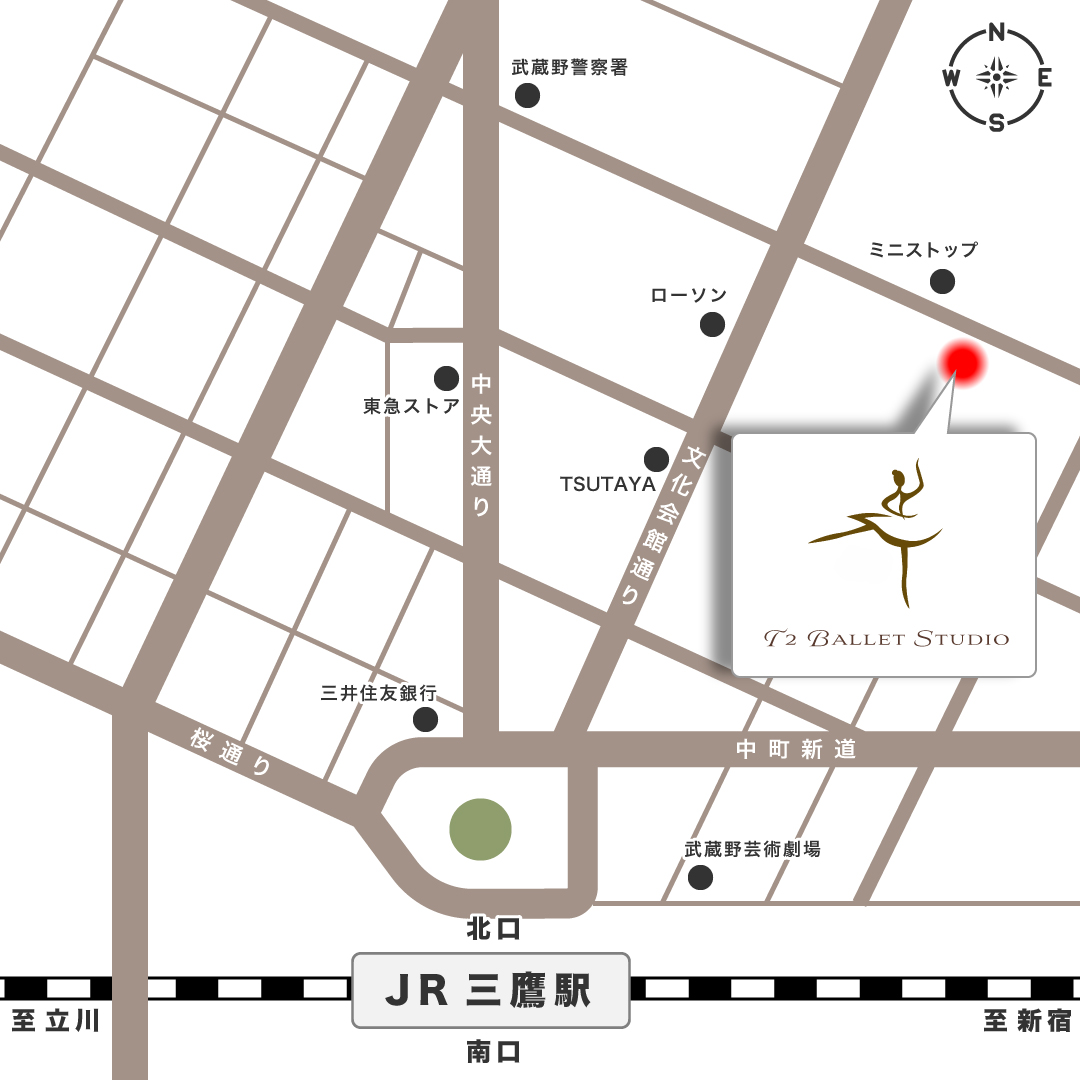 武蔵野警察署
N
W
E
S
ミニストップ
ローソン
東急ストア
中央大通り
TSUTAYA
文化会館通り
T2 BALLET STUDIO
三井住友銀行
桜通り
中町新道
武蔵野芸術劇場
北口
JR 三鷹駅
至 立川
至 新宿
南口